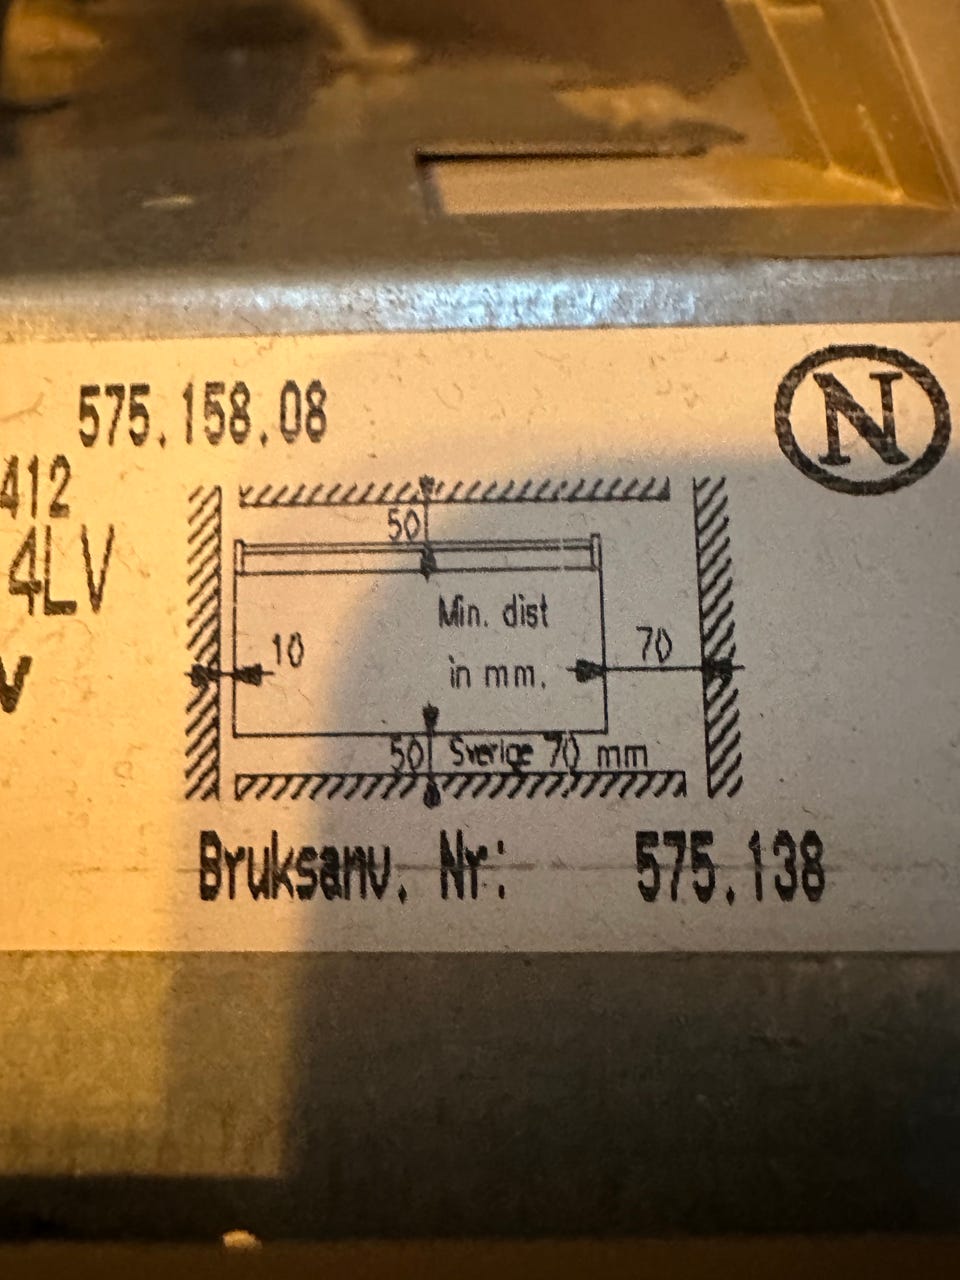 575.158.08
N
412
4LV
V
50
Min. dist
10
70
in mm.
50 Sverige 70 mm
Bruksanv. Nr: 575.138